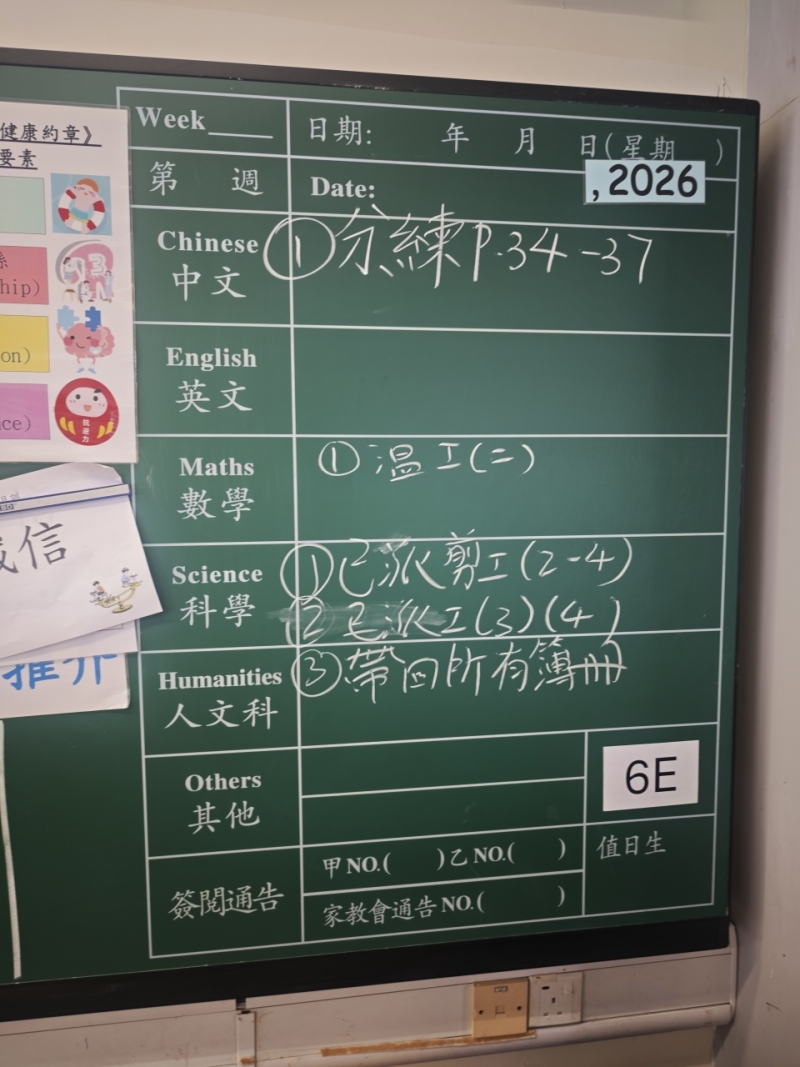 健康約章》
要素
hip)
on)
ce)
信
推介
Week
日期: 年 月 日(星期 )
第 週
Date:
, 2026
Chinese
中文
① 分練 P.34-37
English
英文
Maths
數學
① 溫工(二)
Science
科學
① 已派剪工(2-4)
② 已派工(3)(4)
Humanities
人文科
③ 帶回所有簿冊
Others
其他
6E
簽閱通告
甲NO.( )乙NO.( )
家教會通告NO.( )
值日生